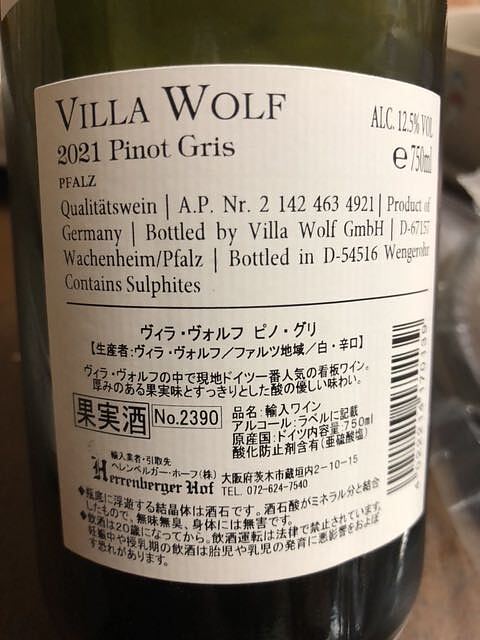 VILLA WOLF
2021 Pinot Gris
PFALZ
ALC. 12.5% VOL
℮ 750ml
Qualitätswein | A.P. Nr. 2 142 463 4921 | Product of
Germany | Bottled by Villa Wolf GmbH | D-67157
Wachenheim/Pfalz | Bottled in D-54516 Wengerohr
Contains Sulphites
ヴィラ・ヴォルフ ピノ・グリ
【生産者:ヴィラ・ヴォルフ/ファルツ地域/白・辛口】
ヴィラ・ヴォルフの中で現地ドイツ一番人気の看板ワイン。
厚みのある果実味とすっきりとした酸の優しい味わい。
果実酒 No.2390
品名:輸入ワイン
アルコール:ラベルに記載
原産国:ドイツ内容量:750ml
酸化防止剤含有(亜硫酸塩)
輸入業者・引取先
ヘレンベルガー・ホーフ(株)
Herrenberger Hof
大阪府茨木市蔵垣内2-10-15
TEL. 072-624-7540
◆瓶底に浮遊する結晶体は酒石です。酒石酸がミネラル分と結合
したもので、無味無臭、身体には無害です。
◆飲酒は20歳になってから。飲酒運転は法律で禁止されています。
妊娠中や授乳期の飲酒は胎児や乳児の発育に悪影響をおよぼ
す恐れがあります。